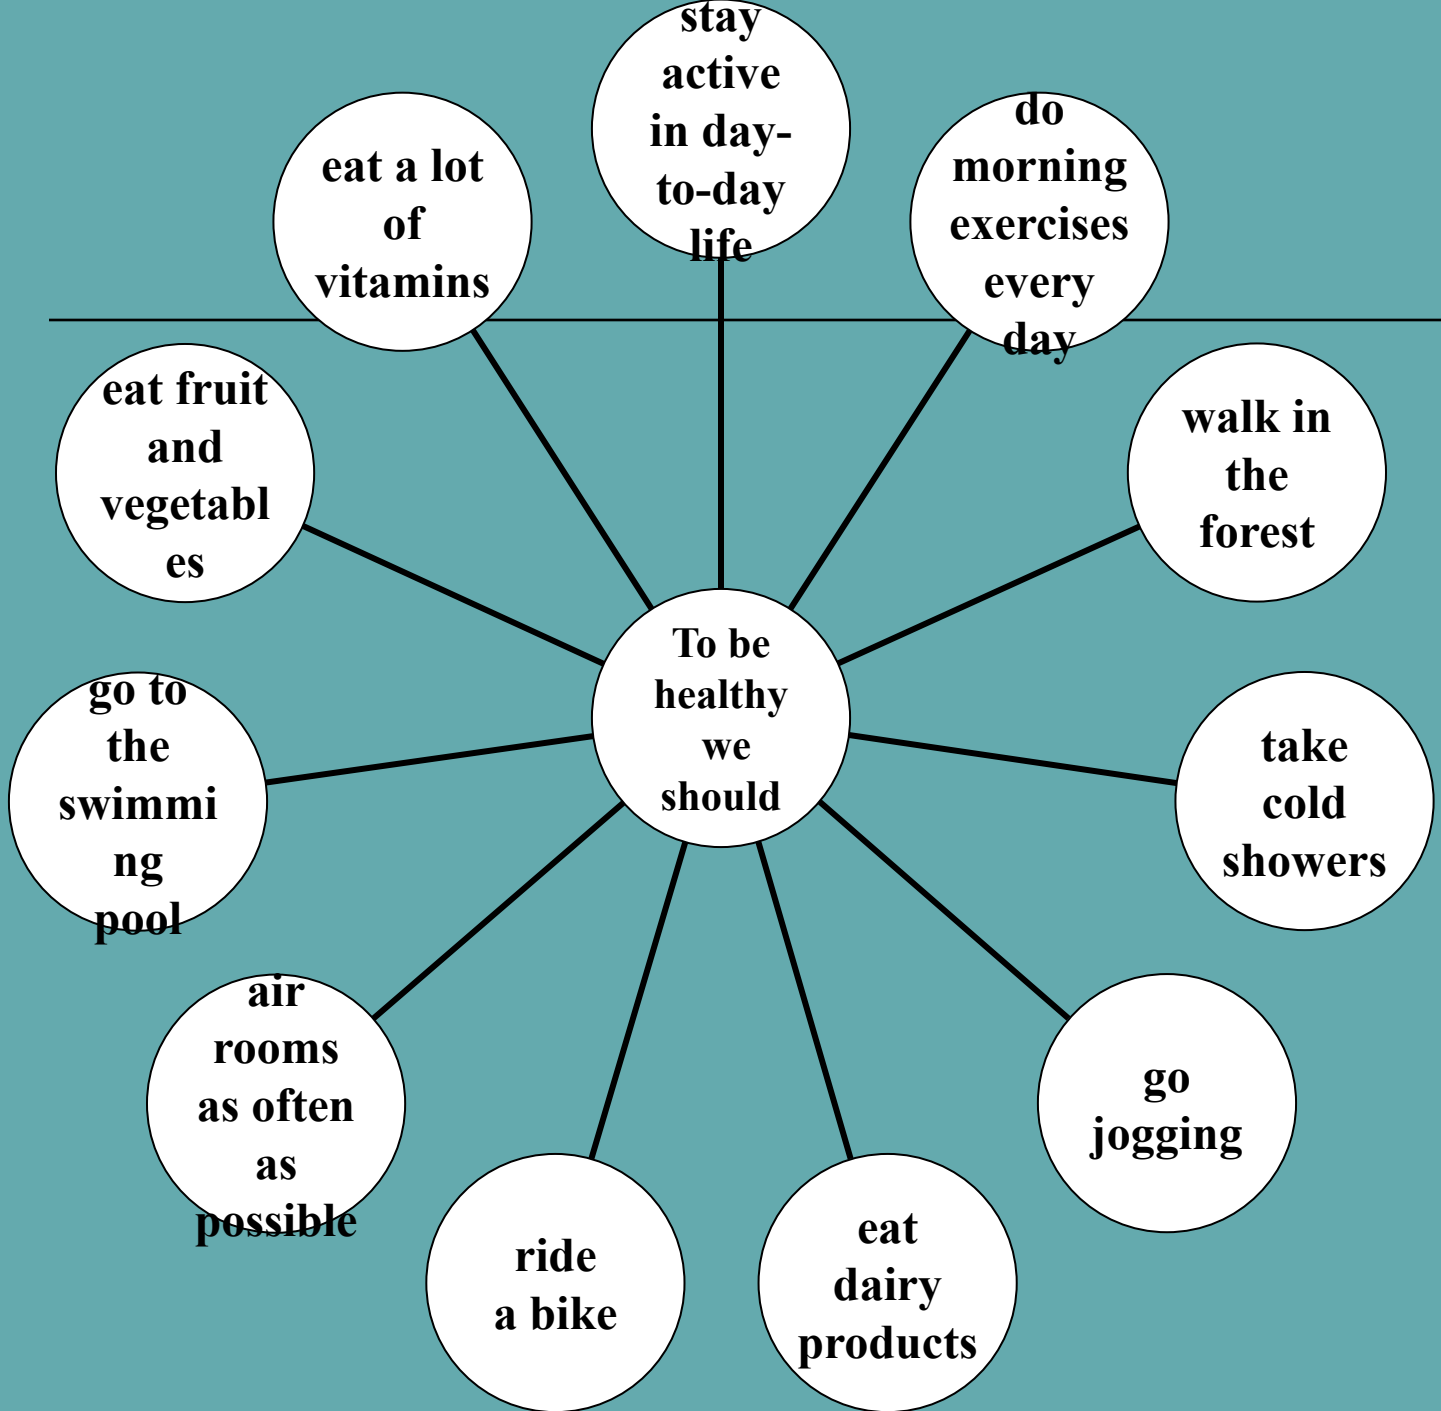 stay
active
in day-
to-day
life
do
morning
exercises
every
day
walk in
the
forest
take
cold
showers
go
jogging
eat
dairy
products
ride
a bike
air
rooms
as often
as
possible
go to
the
swimmi
ng
pool
eat fruit
and
vegetabl
es
eat a lot
of
vitamins
To be
healthy
we
should